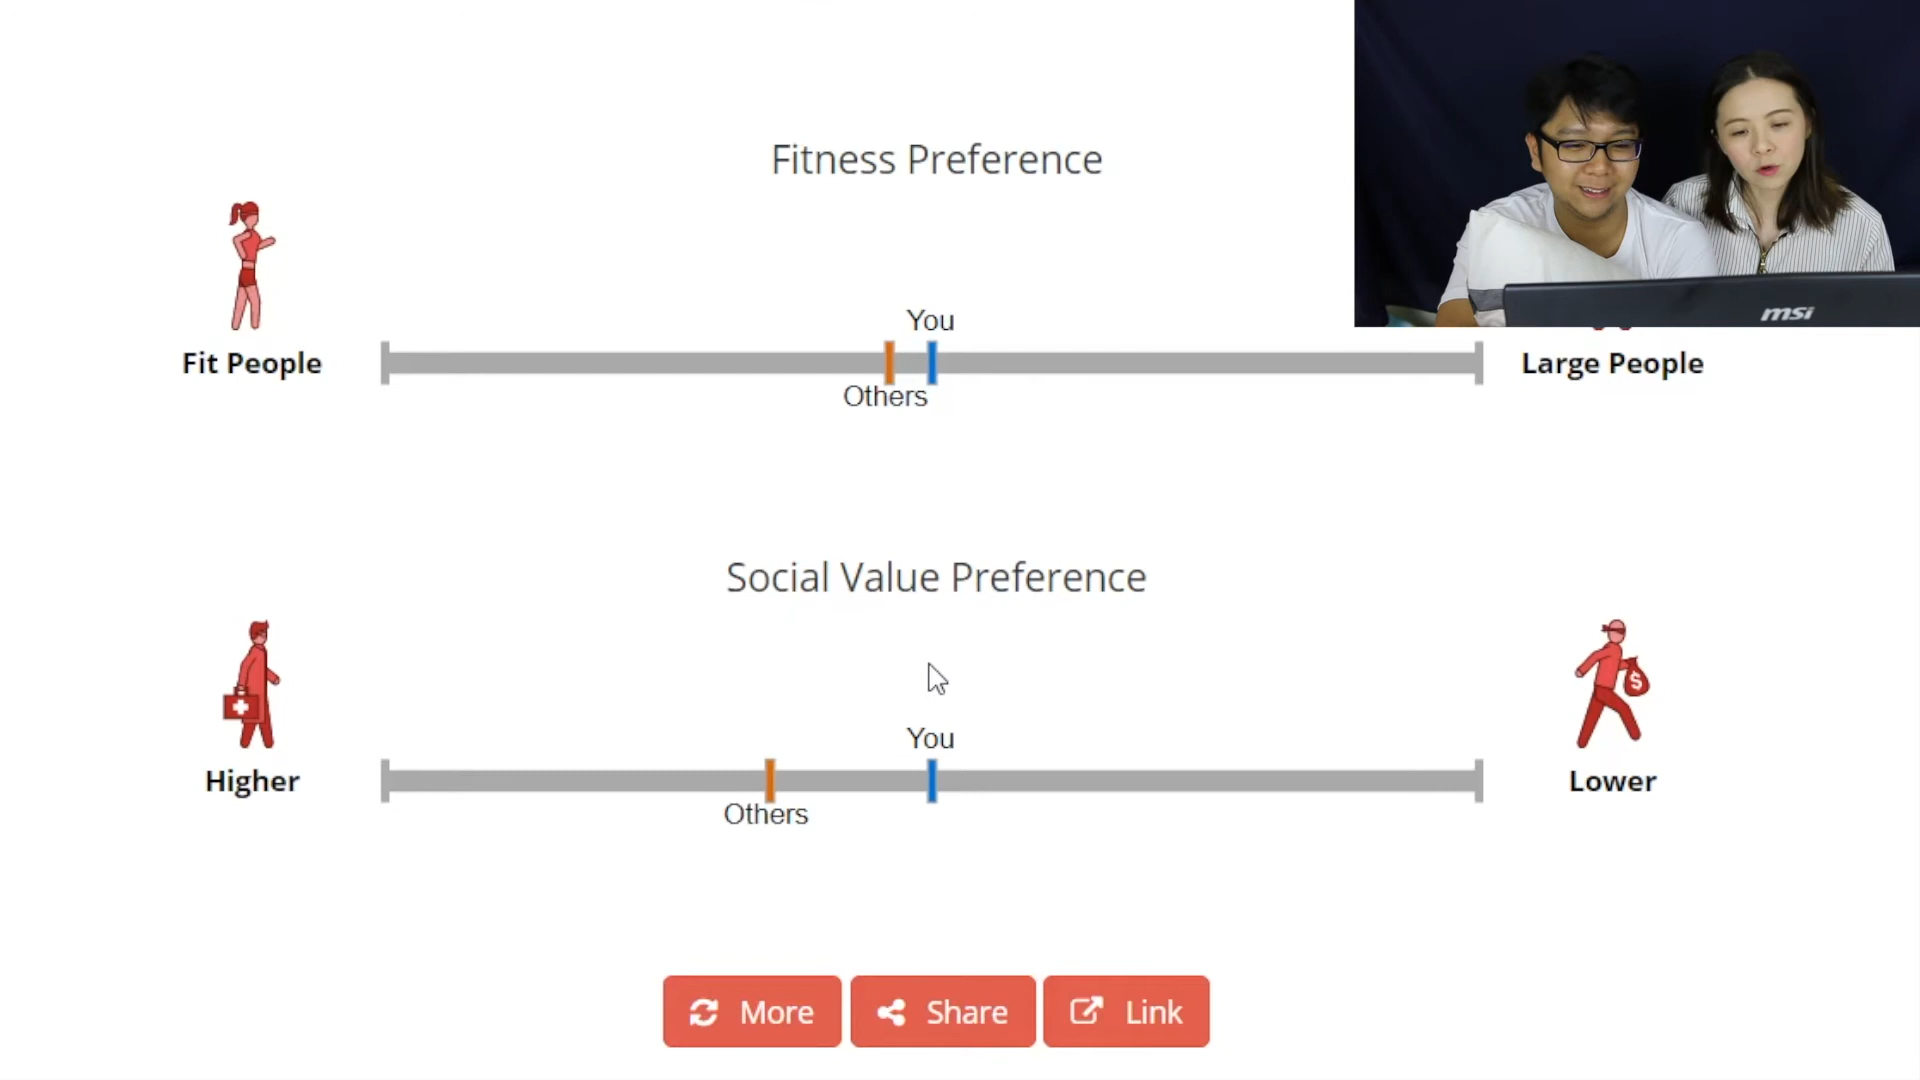 Fitness Preference
You
Fit People
Large People
Others
Social Value Preference
$
You
Higher
Lower
Others
More
Share
Link
msi